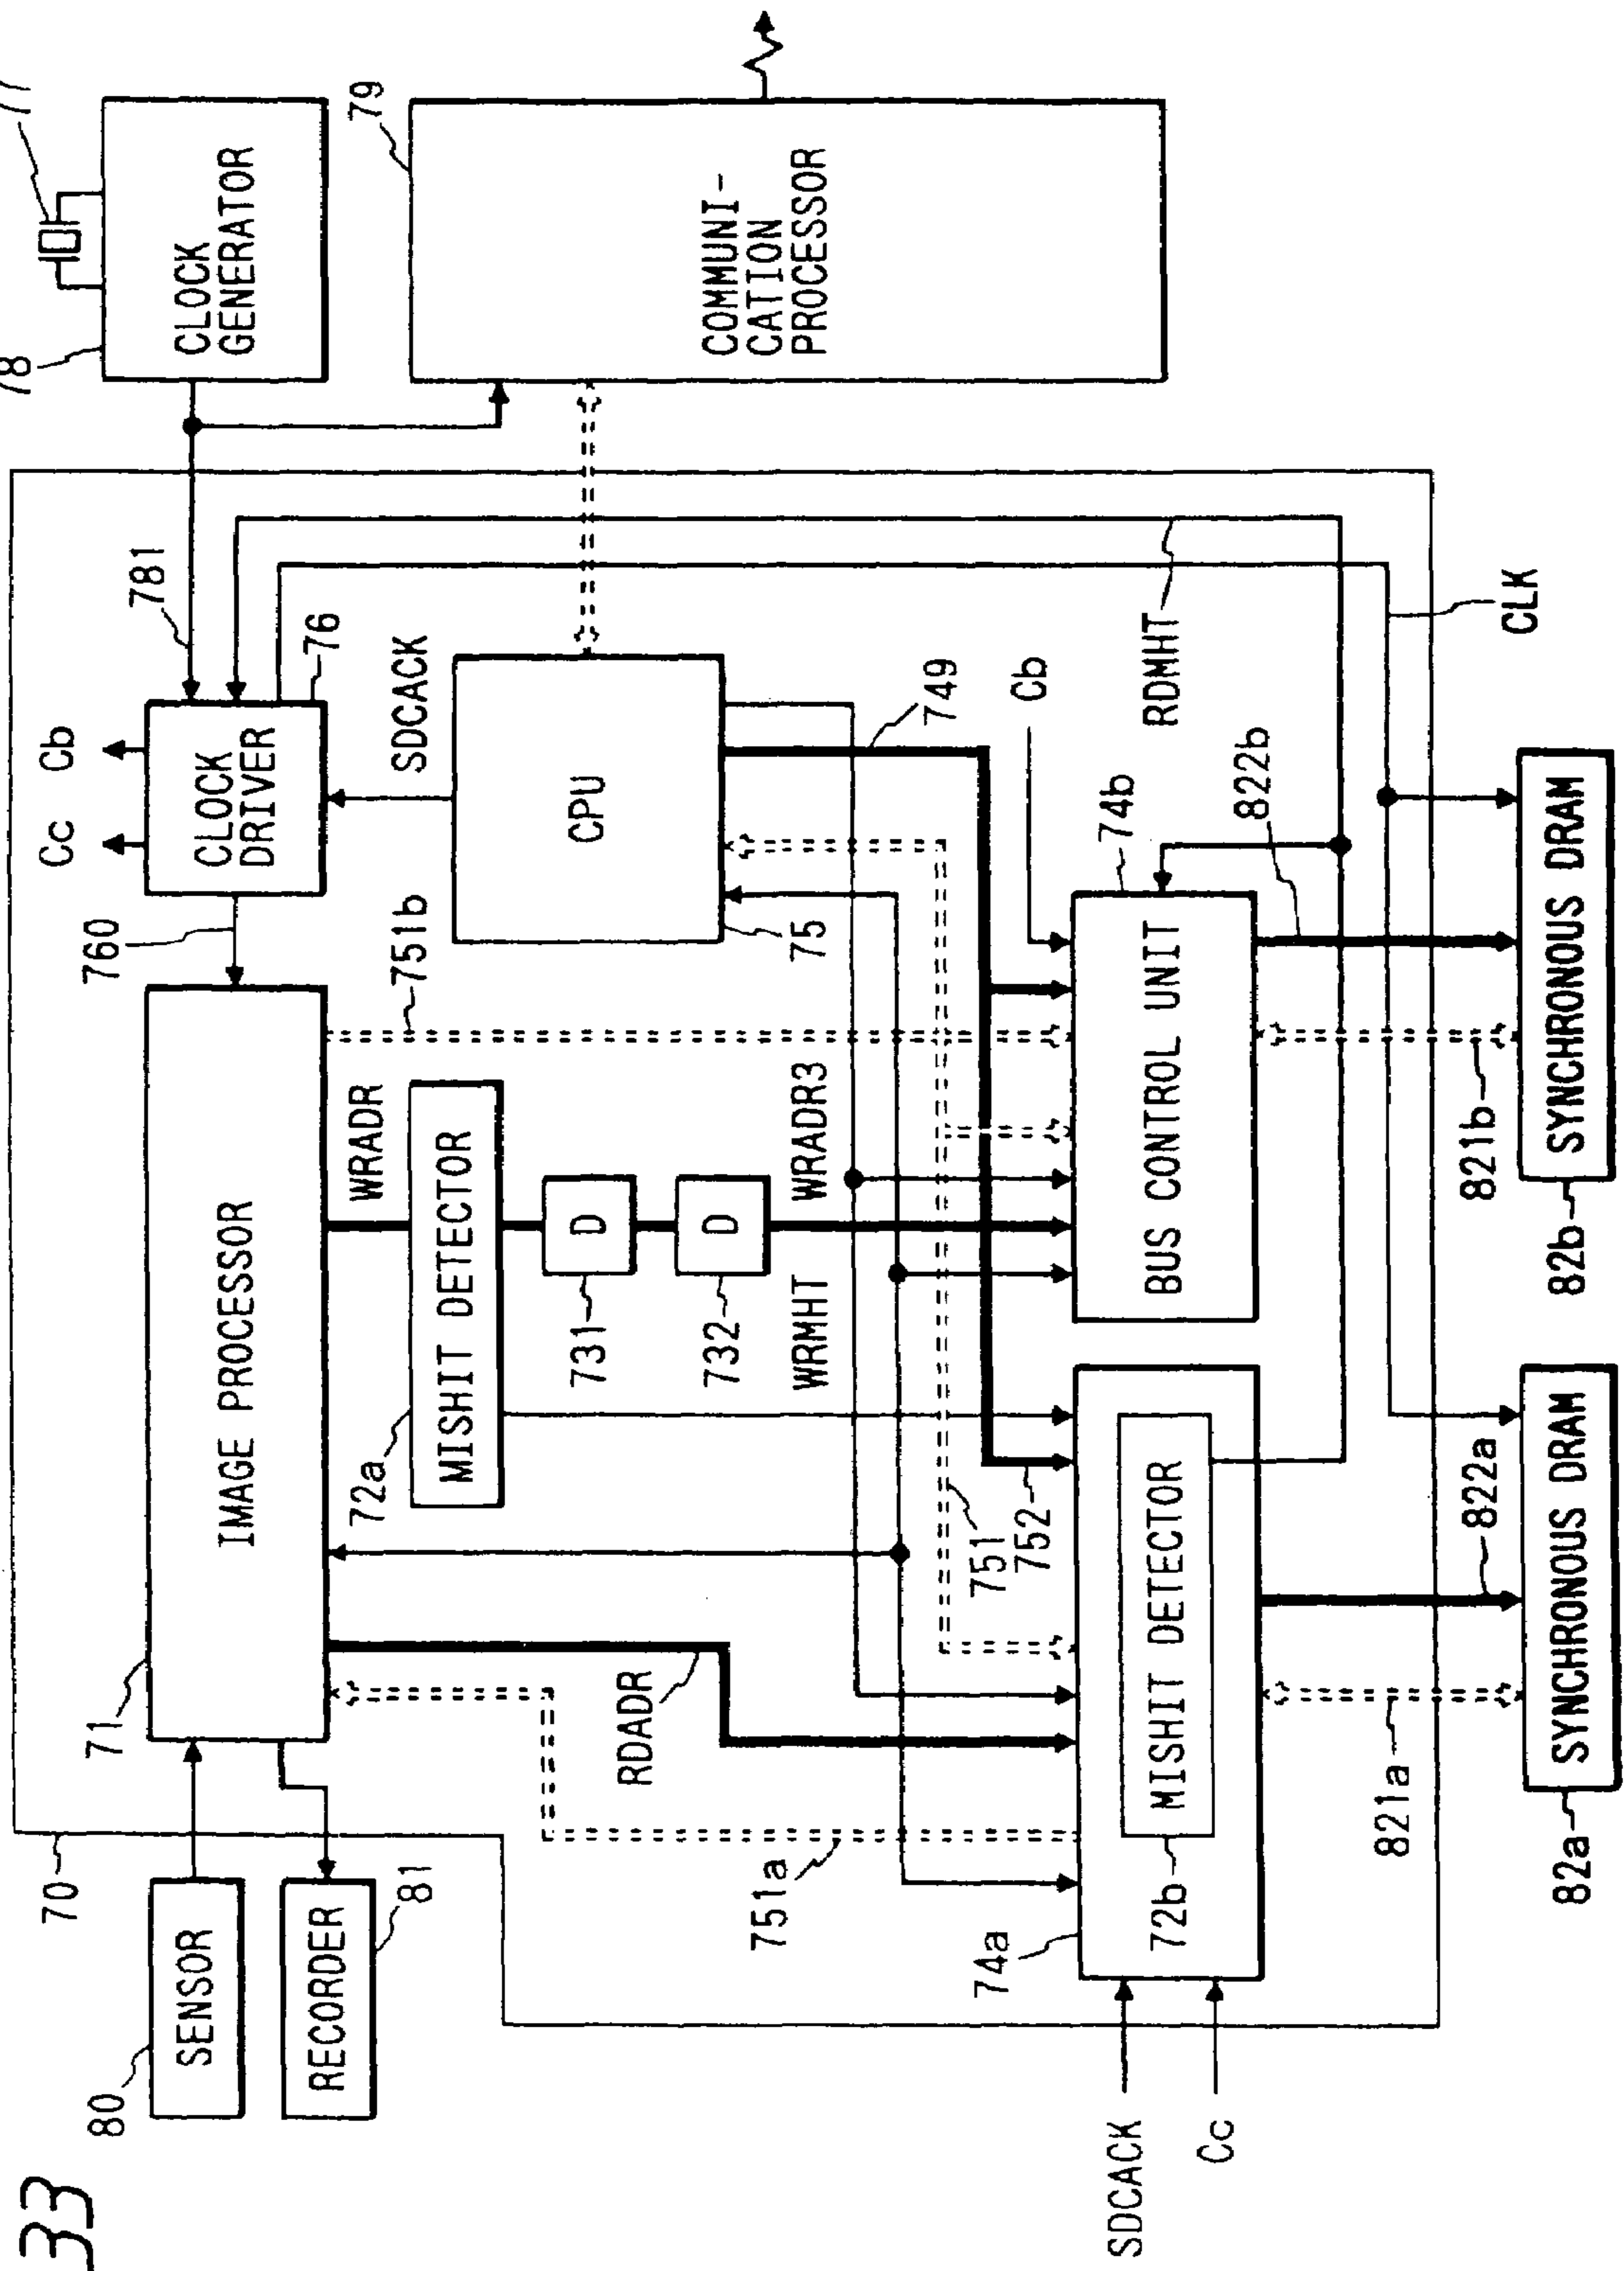 33
80
SENSOR
RECORDER
81
70
71
IMAGE PROCESSOR
760
Cc
Cb
CLOCK
DRIVER
76
781
78
CLOCK
GENERATOR
79
COMMUNI-
CATION
PROCESSOR
SDCACK
CPU
75
749
751b
WRADR
72a
MISHIT DETECTOR
731
D
732
D
WRMHT
WRADR3
RDADR
751a
751
752
Cb
74a
72b
MISHIT DETECTOR
SDCACK
Cc
BUS CONTROL UNIT
74b
RDMHT
CLK
821a
822a
821b
822b
82a
SYNCHRONOUS DRAM
82b
SYNCHRONOUS DRAM